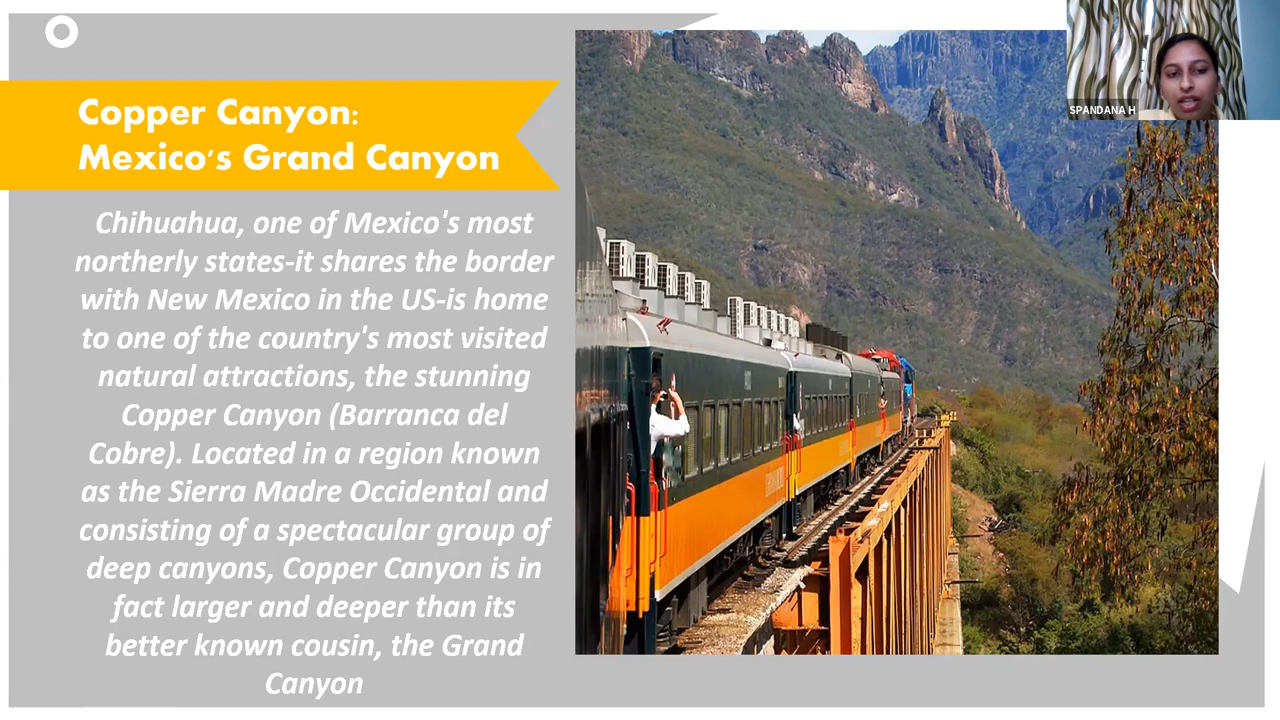 Copper Canyon:
Mexico's Grand Canyon
Chihuahua, one of Mexico's most
northerly states-it shares the border
with New Mexico in the US-is home
to one of the country's most visited
natural attractions, the stunning
Copper Canyon (Barranca del
Cobre). Located in a region known
as the Sierra Madre Occidental and
consisting of a spectacular group of
deep canyons, Copper Canyon is in
fact larger and deeper than its
better known cousin, the Grand
Canyon
SPANDANA H